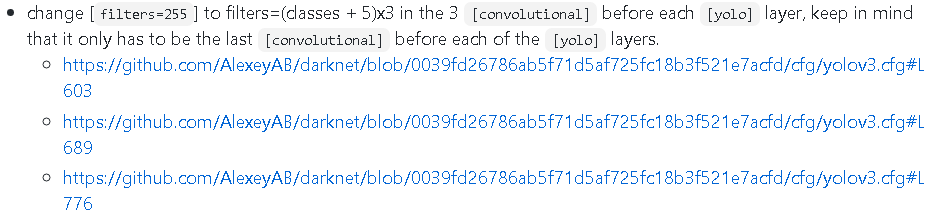 change [ filters=255 ] to filters=(classes + 5)x3 in the 3 [convolutional] before each [yolo] layer, keep in mind
that it only has to be the last [convolutional] before each of the [yolo] layers.
https://github.com/AlexeyAB/darknet/blob/0039fd26786ab5f71d5af725fc18b3f521e7acfd/cfg/yolov3.cfg#L
603
https://github.com/AlexeyAB/darknet/blob/0039fd26786ab5f71d5af725fc18b3f521e7acfd/cfg/yolov3.cfg#L
689
https://github.com/AlexeyAB/darknet/blob/0039fd26786ab5f71d5af725fc18b3f521e7acfd/cfg/yolov3.cfg#L
776